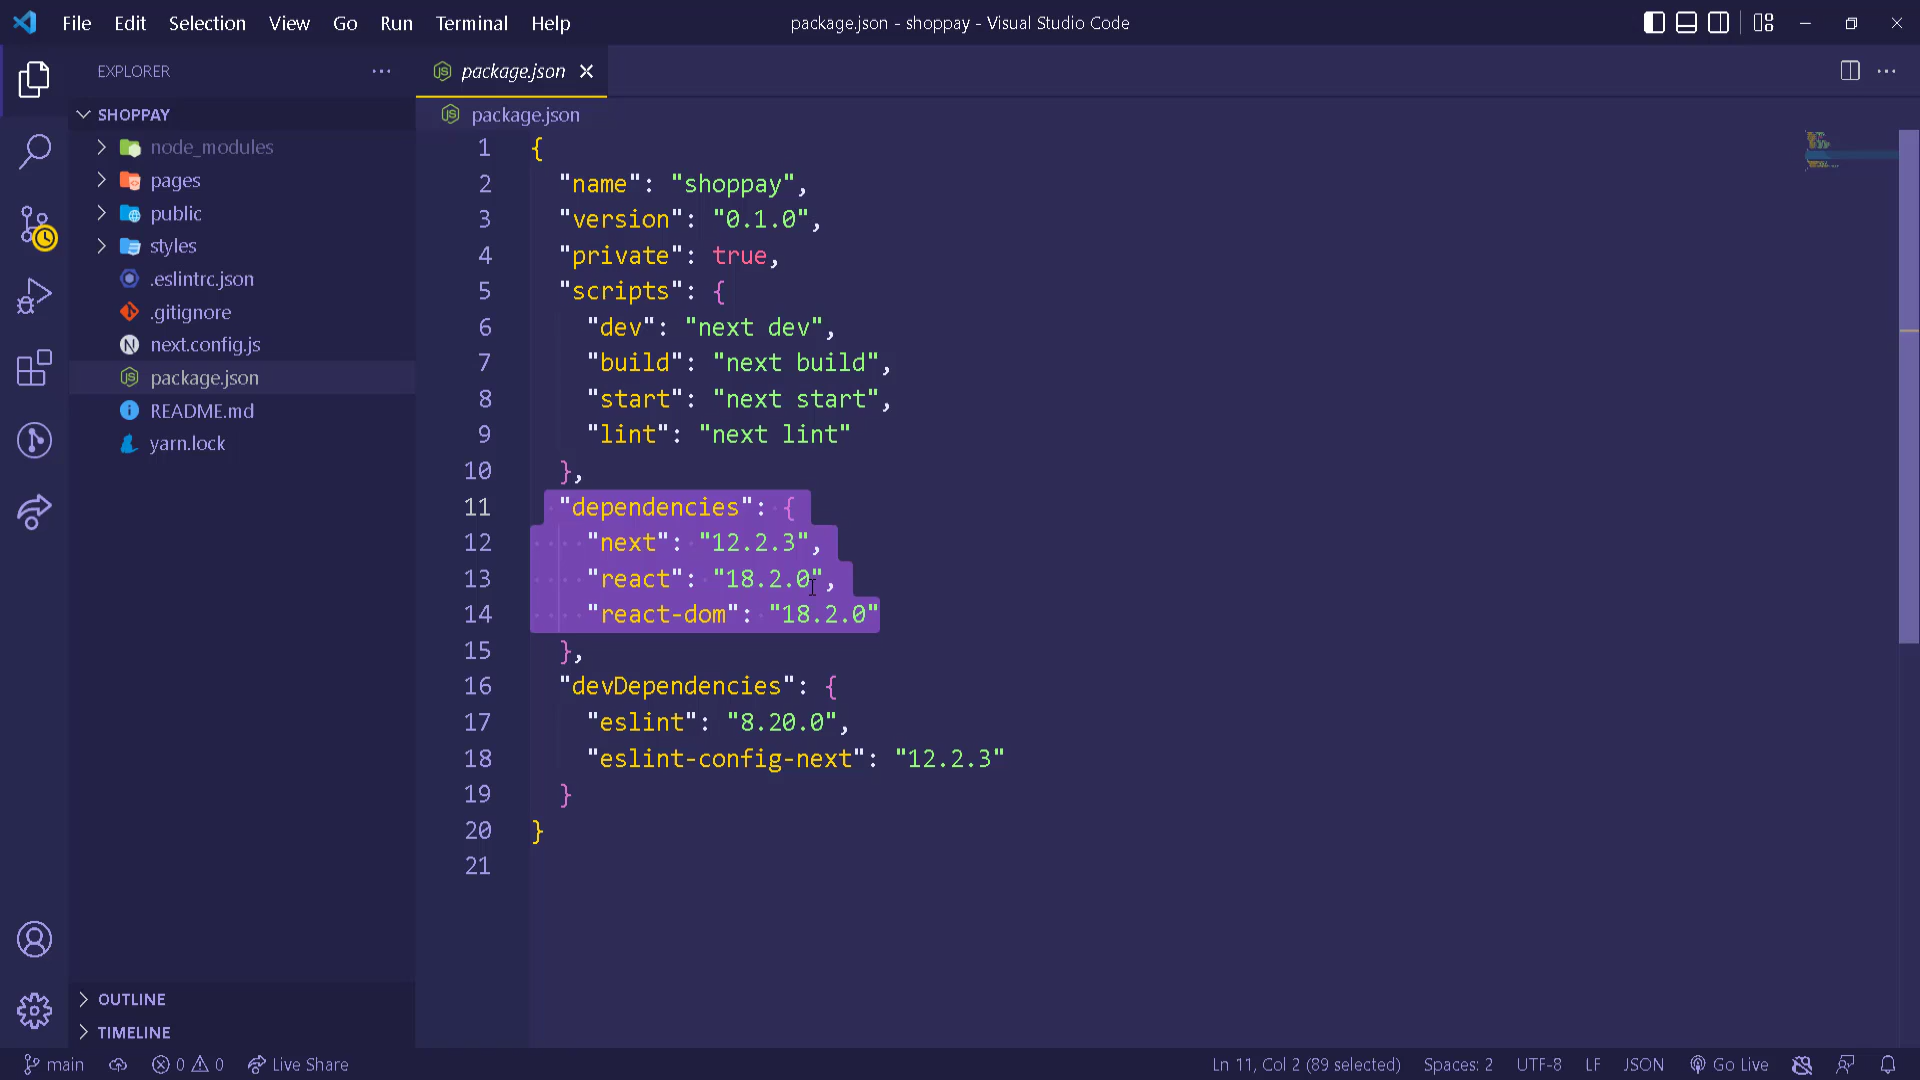 File Edit Selection View Go Run Terminal Help
package.json - shoppay - Visual Studio Code
EXPLORER
SHOPPAY
node_modules
pages
public
styles
.eslintrc.json
.gitignore
next.config.js
package.json
README.md
yarn.lock
OUTLINE
TIMELINE
package.json
package.json
1 {
2 "name": "shoppay",
3 "version": "0.1.0",
4 "private": true,
5 "scripts": {
6 "dev": "next dev",
7 "build": "next build",
8 "start": "next start",
9 "lint": "next lint"
10 },
11 "dependencies": {
12 "next": "12.2.3",
13 "react": "18.2.0",
14 "react-dom": "18.2.0"
15 },
16 "devDependencies": {
17 "eslint": "8.20.0",
18 "eslint-config-next": "12.2.3"
19 }
20 }
21
main 0 0 Live Share Ln 11, Col 2 (89 selected) Spaces: 2 UTF-8 LF JSON Go Live